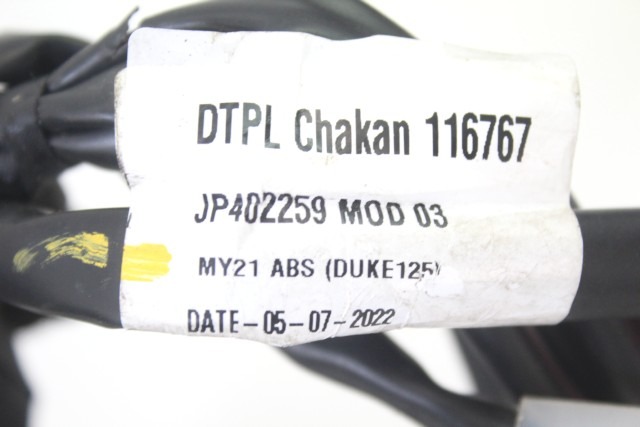 DTPL Chakan 116767
JP402259 MOD 03
MY21 ABS (DUKE125)
DATE-05-07-2022